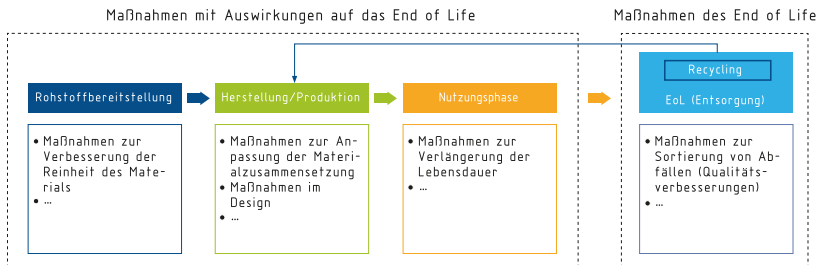 Maßnahmen mit Auswirkungen auf das End of Life
Maßnahmen des End of Life
Rohstoffbereitstellung
Herstellung/Produktion
Nutzungsphase
Recycling
EoL (Entsorgung)
• Maßnahmen zur
Verbesserung der
Reinheit des Mate-
rials
• …
• Maßnahmen zur An-
passung der Materi-
alzusammensetzung
• Maßnahmen im
Design
• …
• Maßnahmen zur
Verlängerung der
Lebensdauer
• …
• Maßnahmen zur
Sortierung von Ab-
fällen (Qualitäts-
verbesserungen)
• …